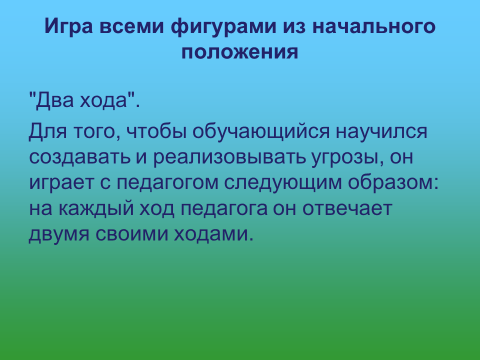 Игра всеми фигурами из начального
положения
"Два хода".
Для того, чтобы обучающийся научился
создавать и реализовывать угрозы, он
играет с педагогом следующим образом:
на каждый ход педагога он отвечает
двумя своими ходами.